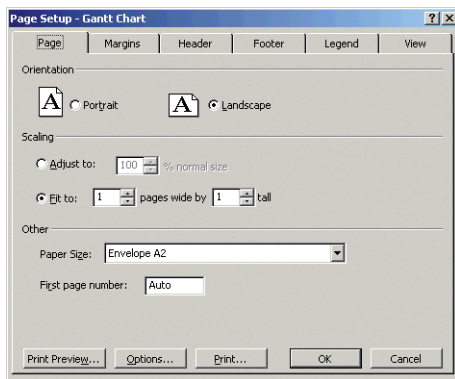 Page Setup - Gantt Chart
Page Margins Header Footer Legend View
Orientation
A Portrait A Landscape
Scaling
Adjust to: 100 % normal size
Fit to: 1 pages wide by 1 tall
Other
Paper Size: Envelope A2
First page number: Auto
Print Preview... Options... Print... OK Cancel